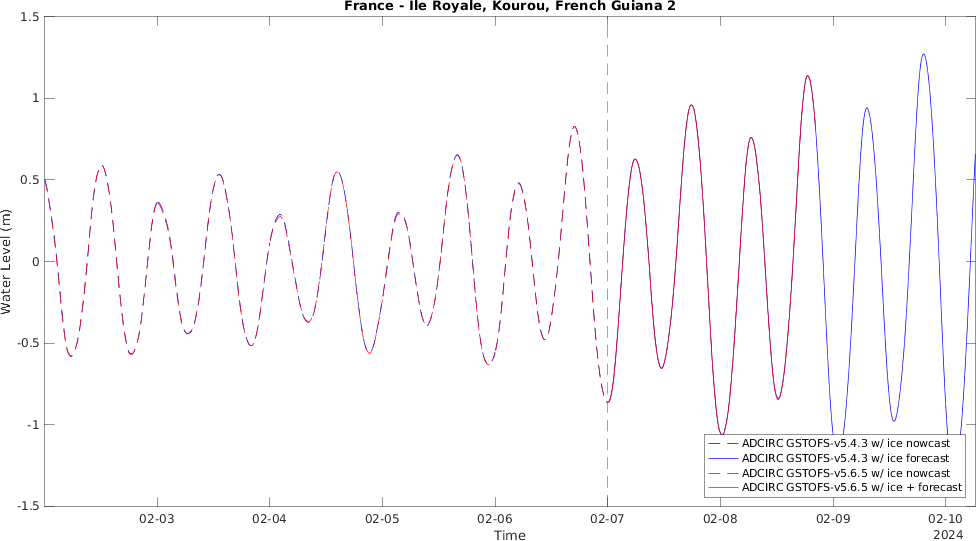 France - Ile Royale, Kourou, French Guiana 2
1.5
1
0.5
0
-0.5
-1
-1.5
Water Level (m)
02-03
02-04
02-05
02-06
02-07
02-08
02-09
02-10
Time
2024
ADCIRC GSTOFS-v5.4.3 w/ ice nowcast
ADCIRC GSTOFS-v5.4.3 w/ ice forecast
ADCIRC GSTOFS-v5.6.5 w/ ice nowcast
ADCIRC GSTOFS-v5.6.5 w/ ice + forecast